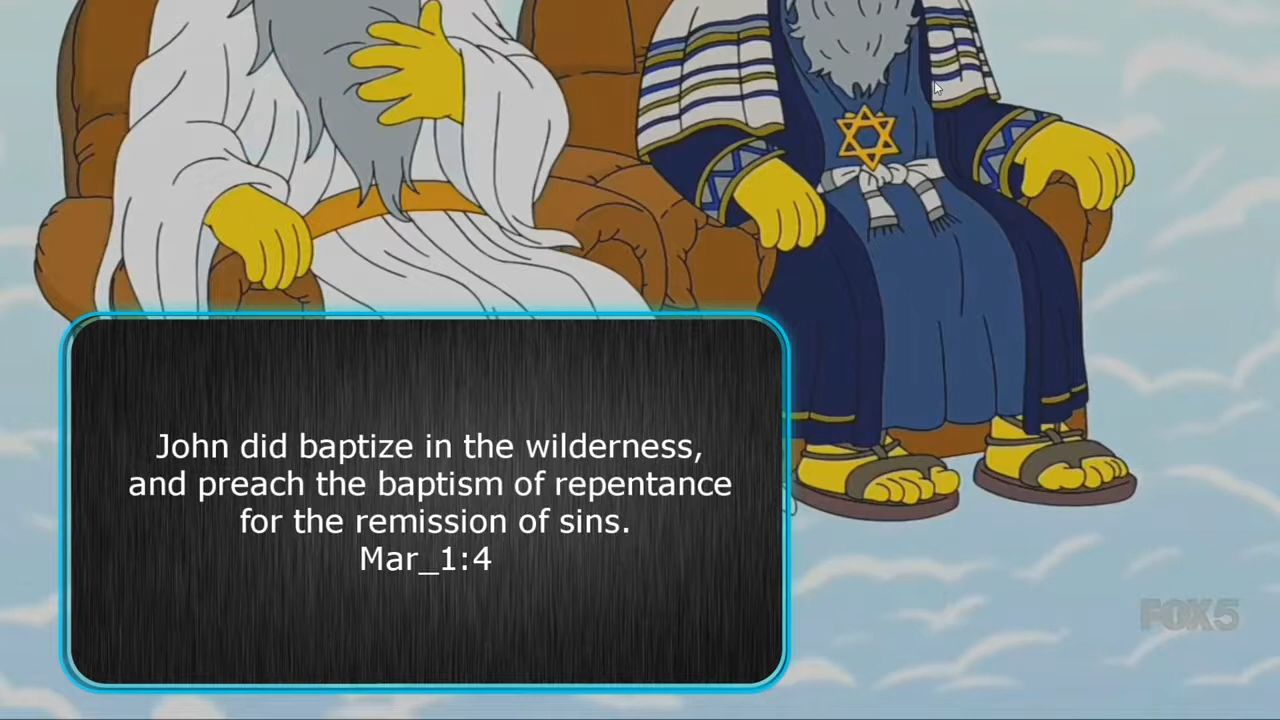 John did baptize in the wilderness,
and preach the baptism of repentance
for the remission of sins.
Mar_1:4
FOX5